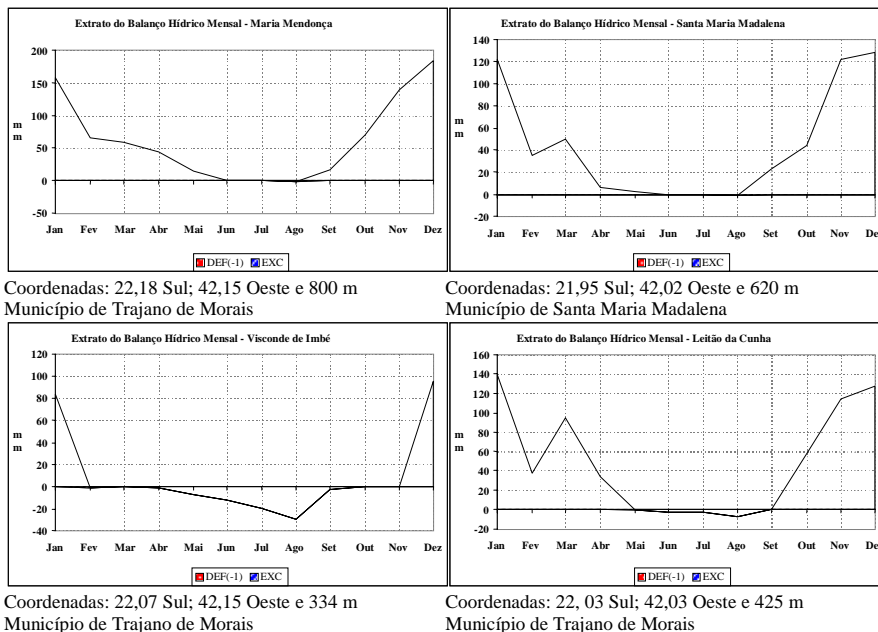 Extrato do Balanço Hídrico Mensal - Maria Mendonça
200
150
100
50
0
-50
m
m
Jan Fev Mar Abr Mai Jun Jul Ago Set Out Nov Dez
DEF(-1) EXC
Coordenadas: 22,18 Sul; 42,15 Oeste e 800 m
Município de Trajano de Morais
Extrato do Balanço Hídrico Mensal - Santa Maria Madalena
140
120
100
80
60
40
20
0
-20
m
m
Jan Fev Mar Abr Mai Jun Jul Ago Set Out Nov De
DEF(-1) EXC
Coordenadas: 21,95 Sul; 42,02 Oeste e 620 m
Município de Santa Maria Madalena
Extrato do Balanço Hídrico Mensal - Visconde de Imbé
120
100
80
60
40
20
0
-20
-40
m
m
Jan Fev Mar Abr Mai Jun Jul Ago Set Out Nov Dez
DEF(-1) EXC
Coordenadas: 22,07 Sul; 42,15 Oeste e 334 m
Município de Trajano de Morais
Extrato do Balanço Hídrico Mensal - Leitão da Cunha
160
140
120
100
80
60
40
20
0
-20
m
m
Jan Fev Mar Abr Mai Jun Jul Ago Set Out Nov De
DEF(-1) EXC
Coordenadas: 22, 03 Sul; 42,03 Oeste e 425 m
Município de Trajano de Morais